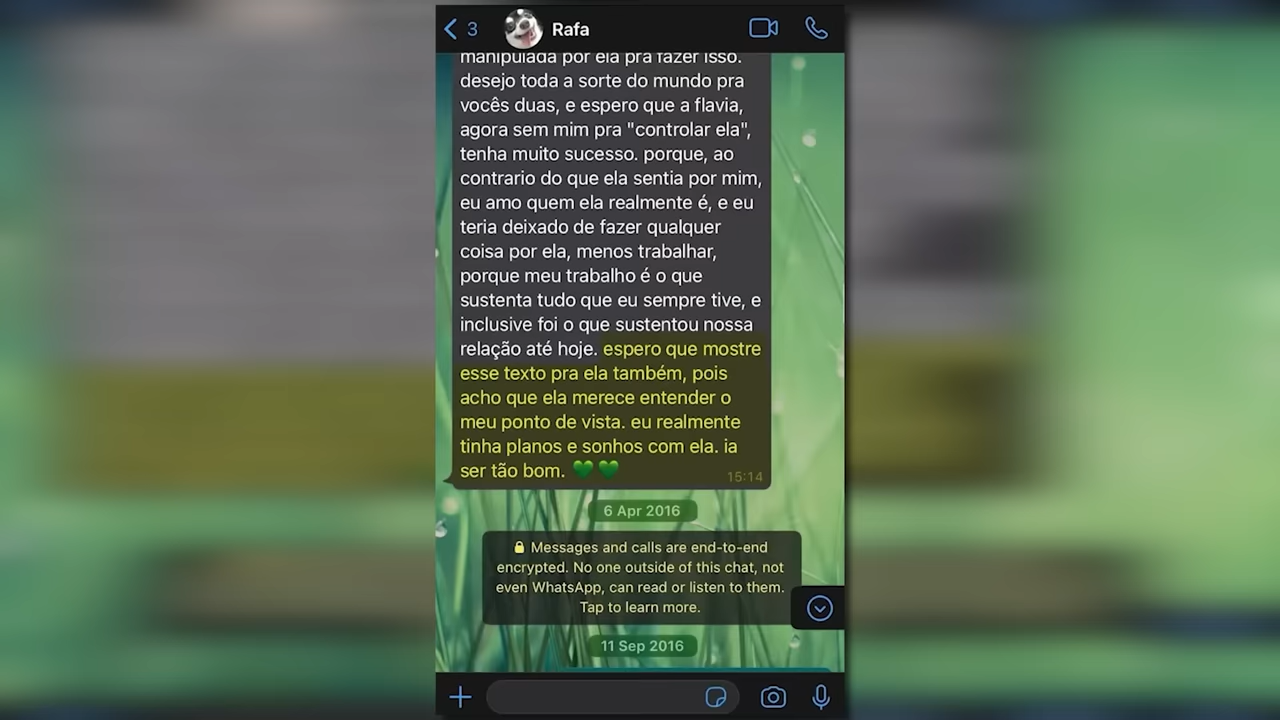 3
Rafa
manipulada por ela pra fazer isso.
desejo toda a sorte do mundo pra
vocês duas, e espero que a flavia,
agora sem mim pra "controlar ela",
tenha muito sucesso. porque, ao
contrario do que ela sentia por mim,
eu amo quem ela realmente é, e eu
teria deixado de fazer qualquer
coisa por ela, menos trabalhar,
porque meu trabalho é o que
sustenta tudo que eu sempre tive, e
inclusive foi o que sustentou nossa
relação até hoje. espero que mostre
esse texto pra ela também, pois
acho que ela merece entender o
meu ponto de vista. eu realmente
tinha planos e sonhos com ela. ia
ser tão bom. 💚💚
15:14
6 Apr 2016
🔒 Messages and calls are end-to-end
encrypted. No one outside of this chat, not
even WhatsApp, can read or listen to them.
Tap to learn more.
11 Sep 2016